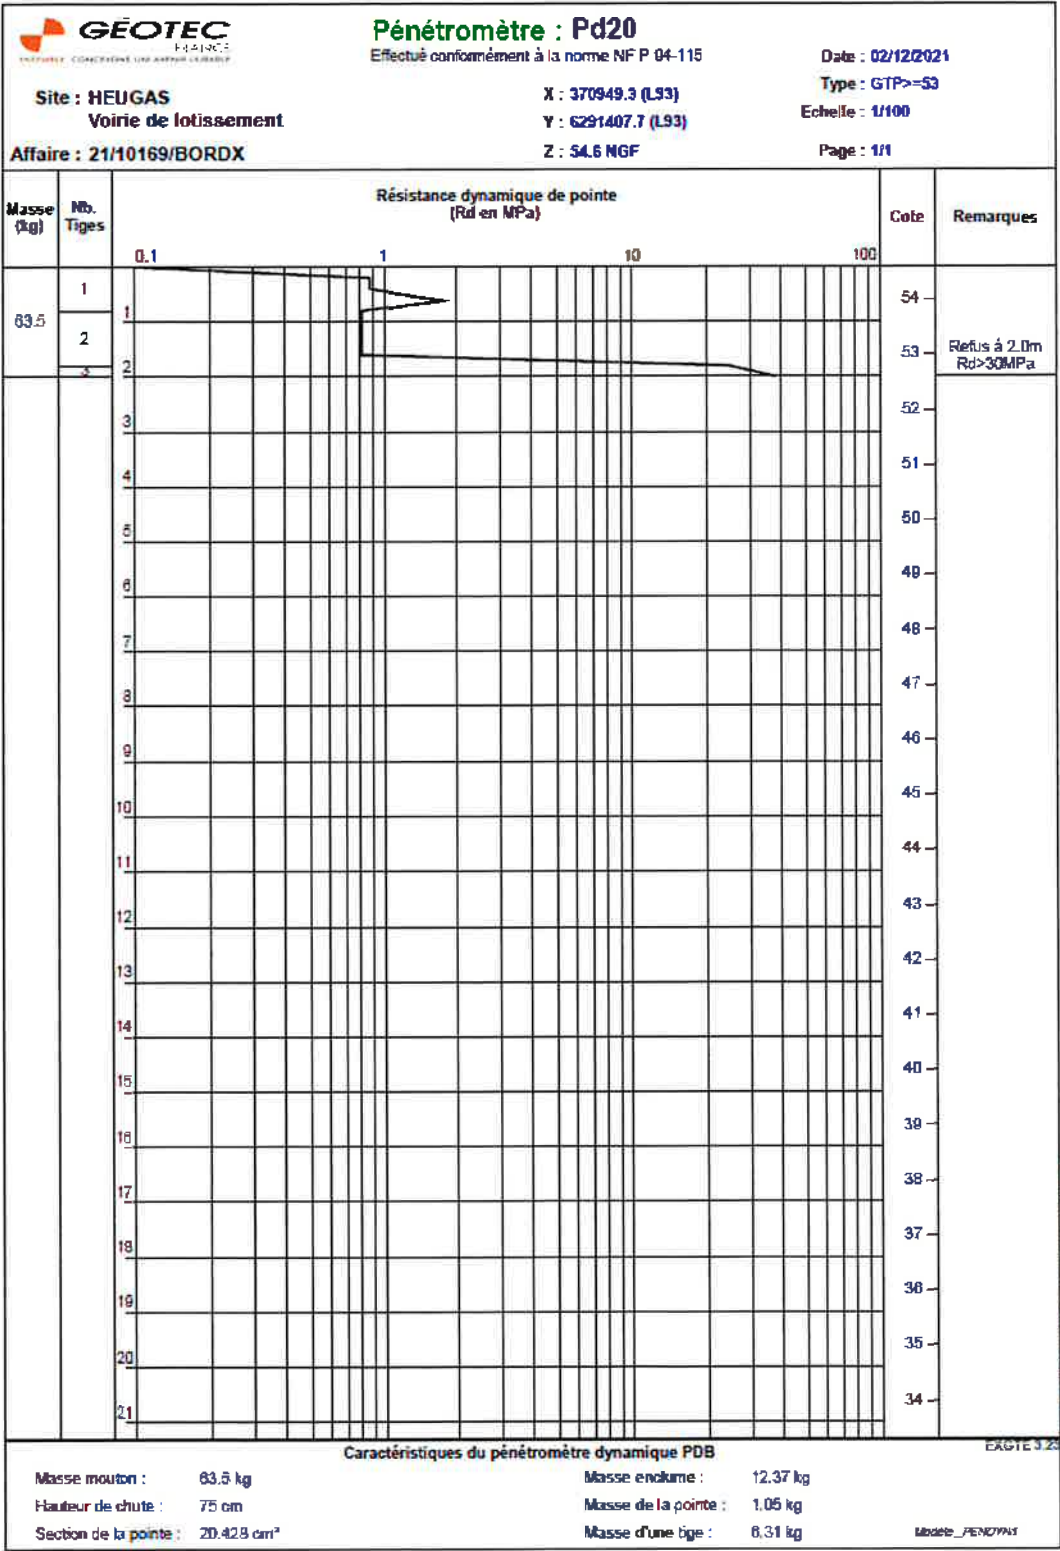 GÉOTEC
FRANCE
Pénétromètre : Pd20
Effectué conformément à la norme NF P 94-115
Date : 02/12/2021
Type : GTP>=53
Echelle : 1/100
Page : 1/1
Site : HEUGAS
Voirie de lotissement
Affaire : 21/10169/BORDX
X : 370949.3 (L93)
Y : 6291407.7 (L93)
Z : 54.6 NGF
Masse (kg)
Nb. Tiges
Résistance dynamique de pointe
(Rd en MPa)
Cote
Remarques
0.1 1 10 100
63.5
1
2
3
1
2
3
4
5
6
7
8
9
10
11
12
13
14
15
16
17
18
19
20
21
54
53
52
51
50
49
48
47
46
45
44
43
42
41
40
39
38
37
36
35
34
Refus à 2.0m
Rd>30MPa
EXGTE 3.23
Caractéristiques du pénétromètre dynamique PDB
Masse mouton : 63.5 kg
Hauteur de chute : 75 cm
Section de la pointe : 20.428 cm²
Masse enclume : 12.37 kg
Masse de la pointe : 1.05 kg
Masse d'une tige : 6.31 kg